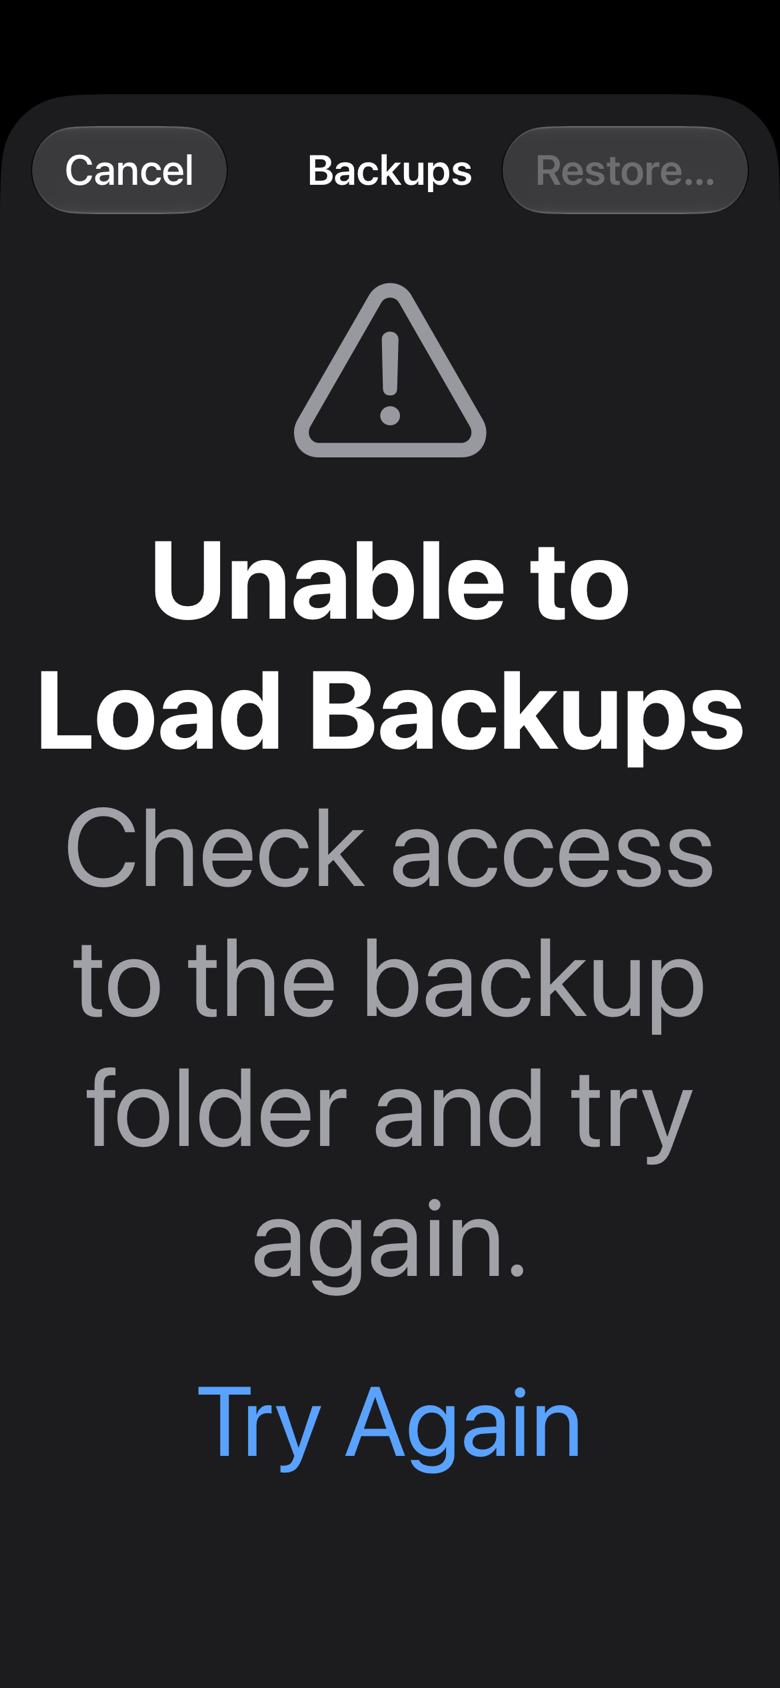 Cancel Backups Restore...
Unable to
Load Backups
Check access
to the backup
folder and try
again.
Try Again